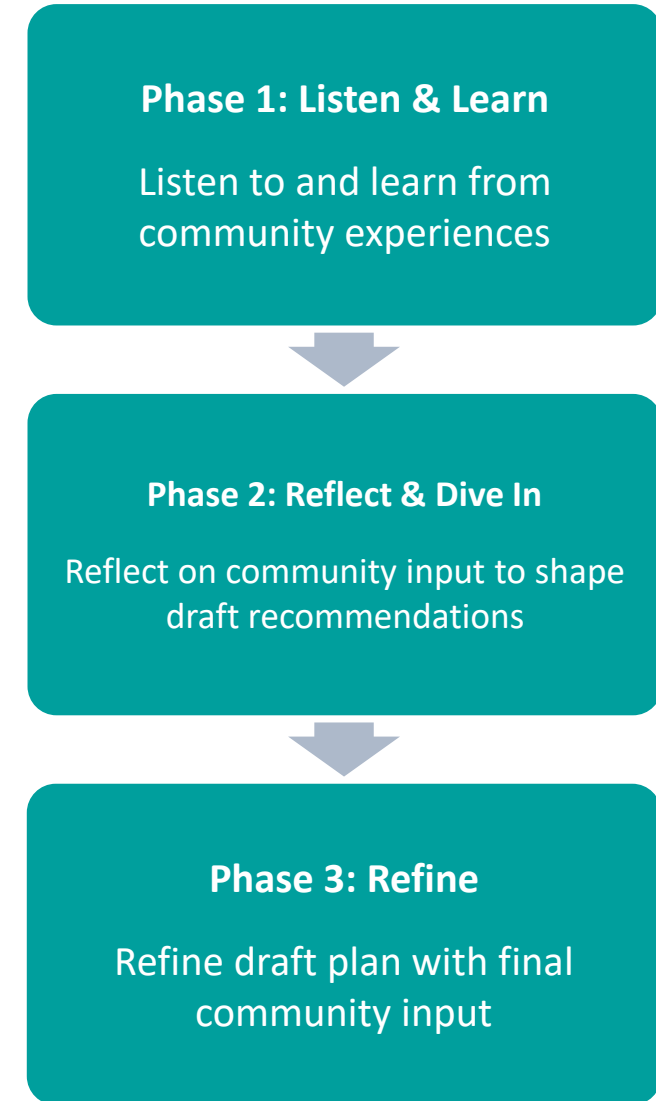 Phase 1: Listen & Learn
Listen to and learn from
community experiences
Phase 2: Reflect & Dive In
Reflect on community input to shape
draft recommendations
Phase 3: Refine
Refine draft plan with final
community input